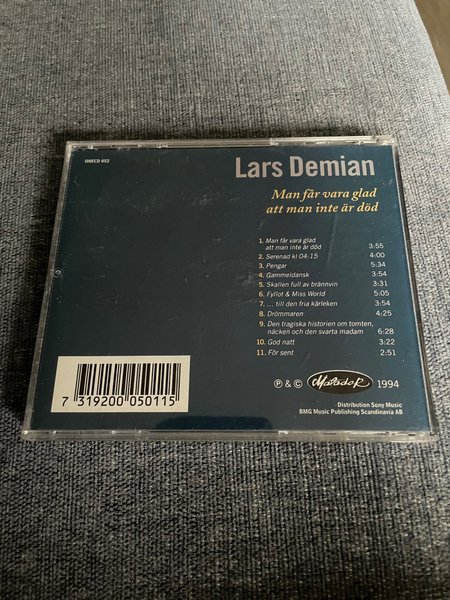 ONECD 052
Lars Demian
Man får vara glad
att man inte är död
1. Man får vara glad
att man inte är död 3:55
2. Serenad kl 04:15 4:00
3. Pengar 5:34
4. Gammeldansk 3:54
5. Skallen full av brännvin 3:31
6. Fyllot & Miss World 5:05
7. ... till den fria kärleken 3:54
8. Drömmaren 4:25
9. Den tragiska historien om tomten,
näcken och den svarta madam 6:28
10. God natt 3:22
11. För sent 2:51
7 319200 050115
℗ & © Matador 1994
Distribution Sony Music
BMG Music Publishing Scandinavia AB